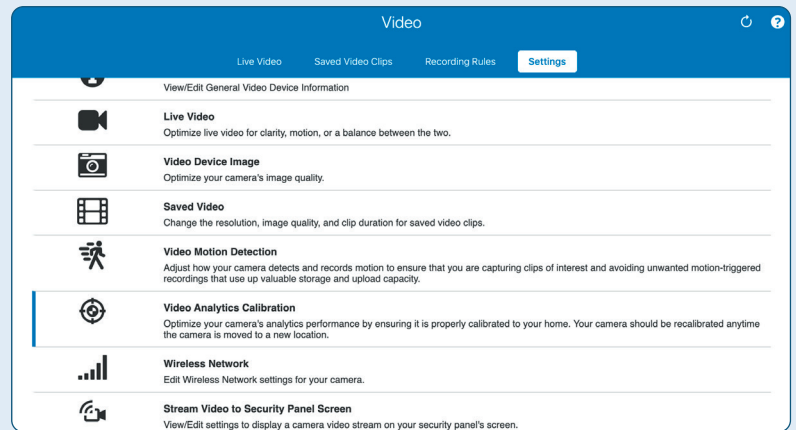 Video
?
Live Video Saved Video Clips Recording Rules Settings
View/Edit General Video Device Information
Live Video
Optimize live video for clarity, motion, or a balance between the two.
Video Device Image
Optimize your camera's image quality.
Saved Video
Change the resolution, image quality, and clip duration for saved video clips.
Video Motion Detection
Adjust how your camera detects and records motion to ensure that you are capturing clips of interest and avoiding unwanted motion-triggered
recordings that use up valuable storage and upload capacity.
Video Analytics Calibration
Optimize your camera's analytics performance by ensuring it is properly calibrated to your home. Your camera should be recalibrated anytime
the camera is moved to a new location.
Wireless Network
Edit Wireless Network settings for your camera.
Stream Video to Security Panel Screen
View/Edit settings to display a camera video stream on your security panel's screen.